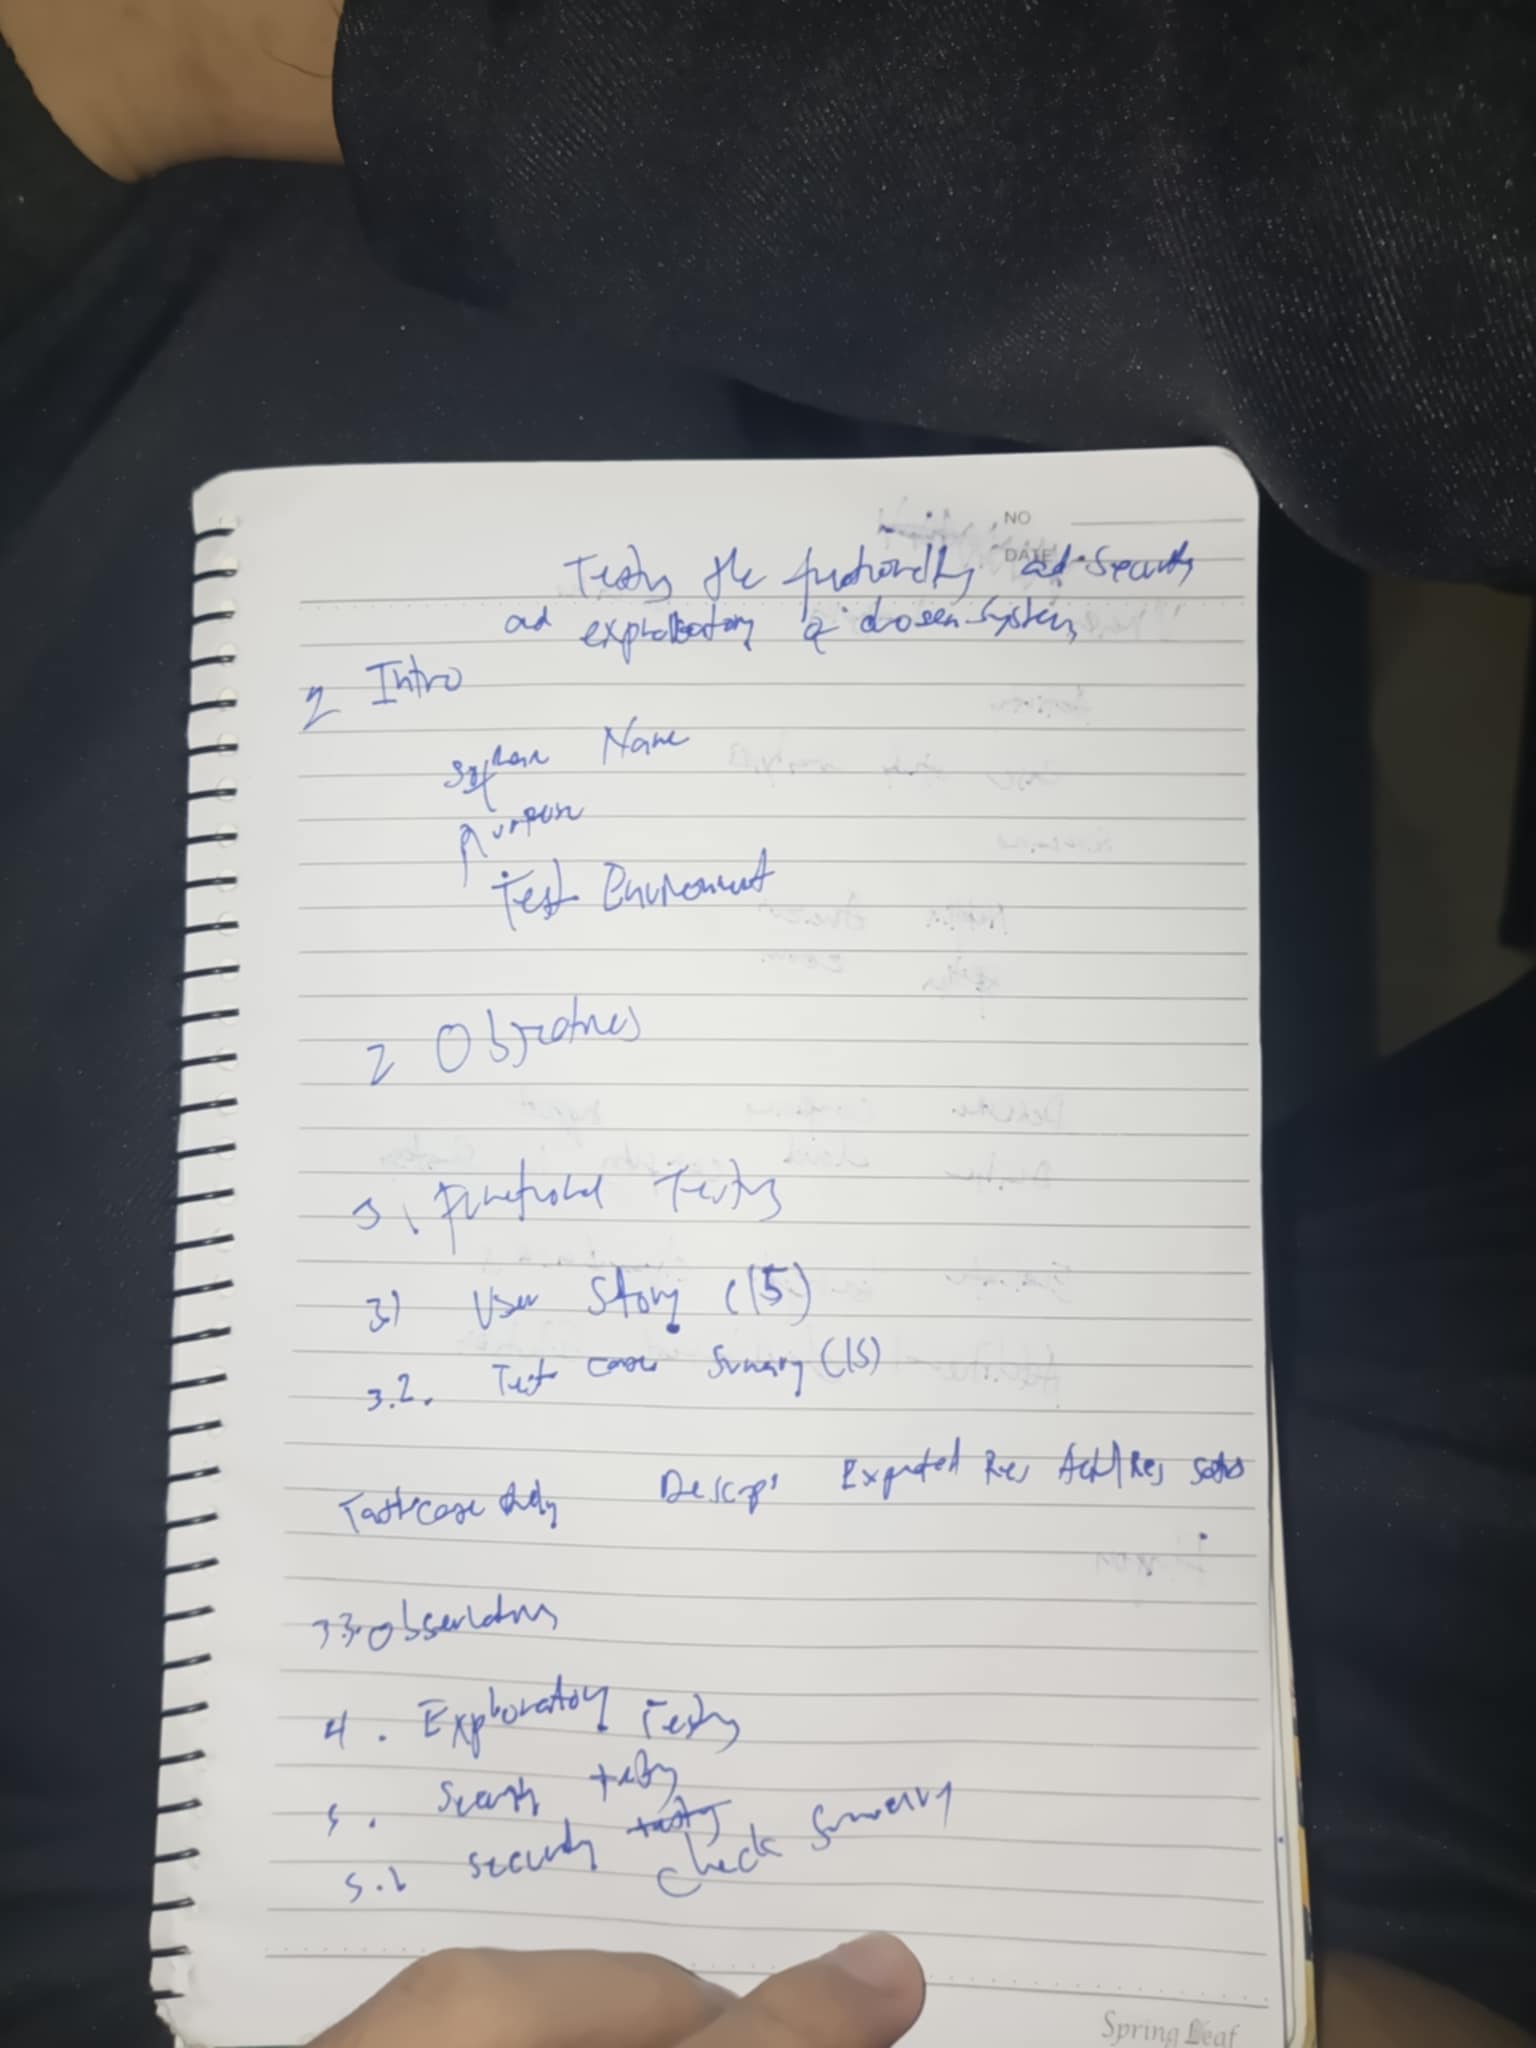 NO
DATE
Testing the functionality and security
and exploratory of chosen system
2 Intro
System Name
Purpose
Test Environment
2 Objectives
3. Functional Testing
3.1 User Story (15)
3.2. Test case Summary (15)
Test case Descrip Expected Res Actual Res
3.3. Observations
4. Exploratory Testing
5. Security testing
5.1 security check Summary
Spring Leaf